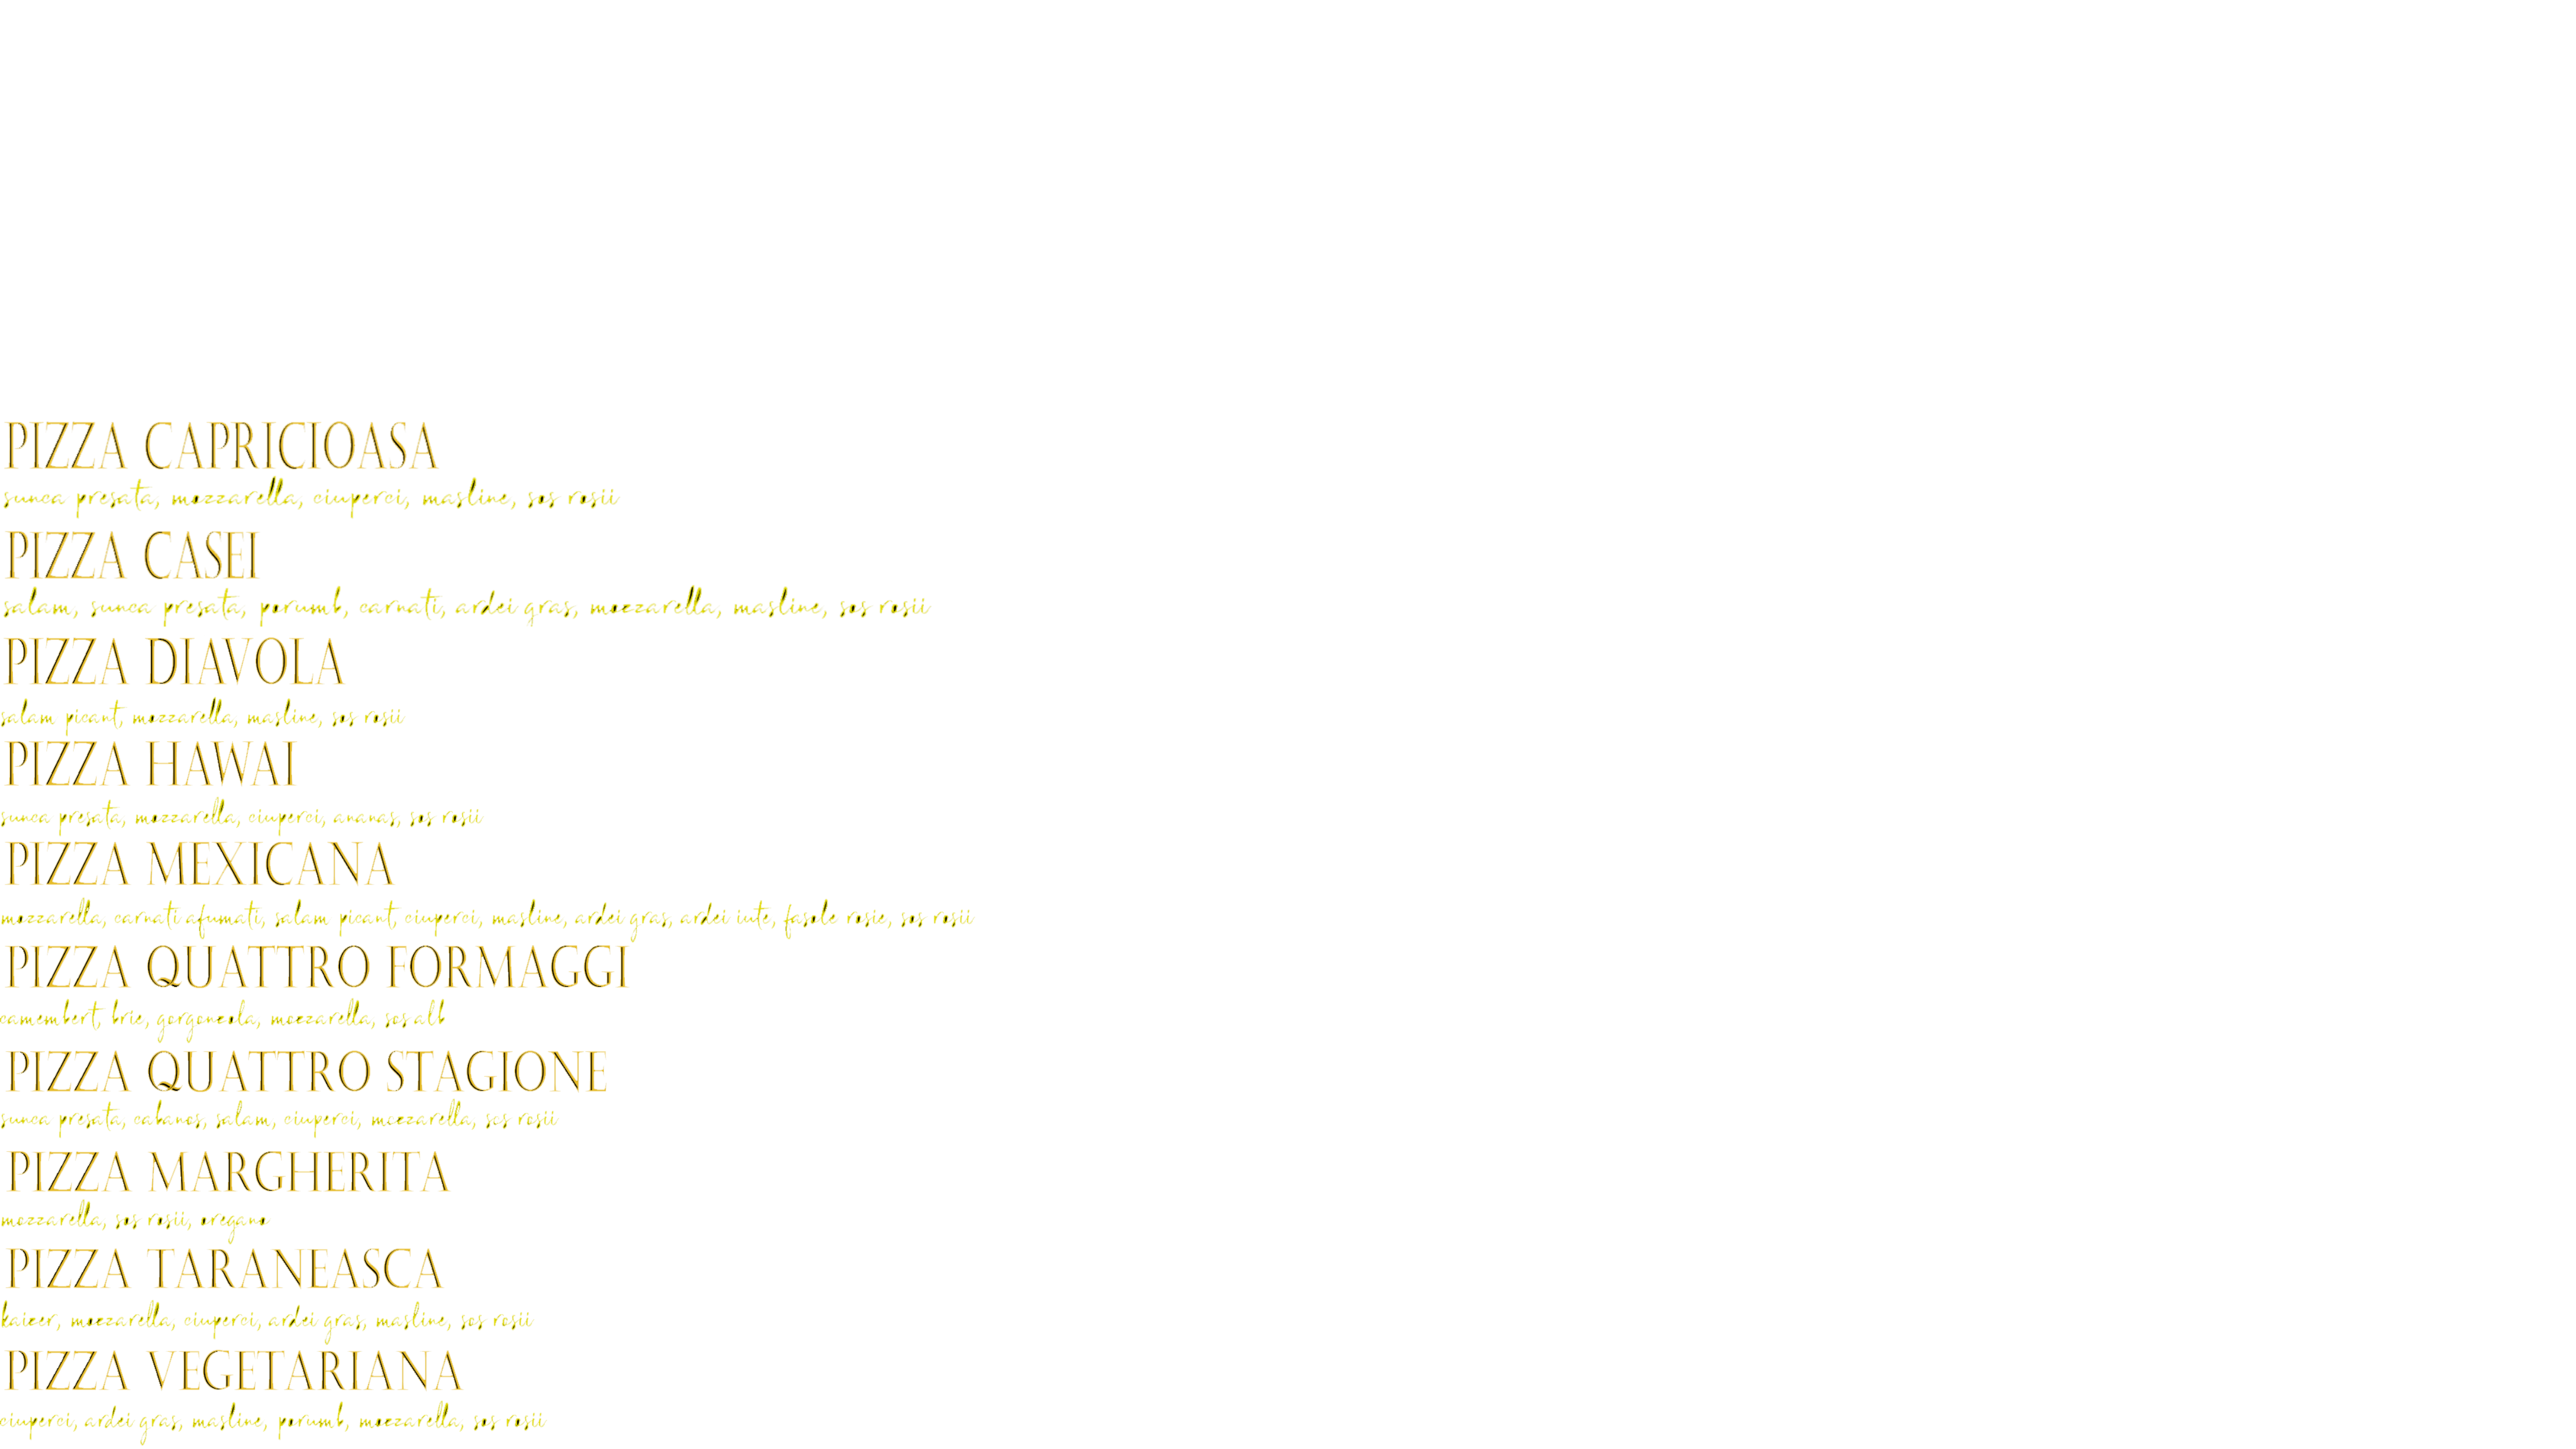 PIZZA CAPRICIOASA
sunca presata, mozzarella, ciuperci, masline, sos rosii
PIZZA CASEI
salam, sunca presata, porumb, carnati, ardei gras, mozzarella, masline, sos rosii
PIZZA DIAVOLA
salam picant, mozzarella, masline, sos rosii
PIZZA HAWAI
sunca presata, mozzarella, ciuperci, ananas, sos rosii
PIZZA MEXICANA
mozzarella, carnati afumati, salam picant, ciuperci, masline, ardei gras, ardei iute, fasole rosie, sos rosii
PIZZA QUATTRO FORMAGGI
camembert, brie, gorgonzola, mozzarella, sos alb
PIZZA QUATTRO STAGIONE
sunca presata, cabanos, salam, ciuperci, mozzarella, sos rosii
PIZZA MARGHERITA
mozzarella, sos rosii, oregano
PIZZA TARANEASCA
kaizer, mozzarella, ciuperci, ardei gras, masline, sos rosii
PIZZA VEGETARIANA
ciuperci, ardei gras, masline, porumb, mozzarella, sos rosii